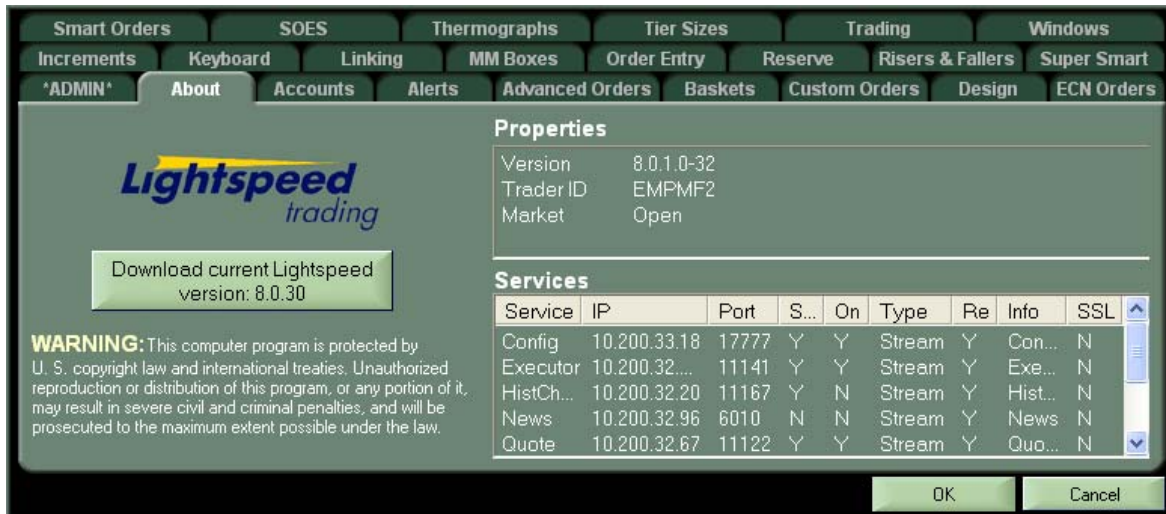 Smart Orders SOES Thermographs Tier Sizes Trading Windows
Increments Keyboard Linking MM Boxes Order Entry Reserve Risers & Fallers Super Smart
*ADMIN* About Accounts Alerts Advanced Orders Baskets Custom Orders Design ECN Orders
Lightspeed
trading
Download current Lightspeed
version: 8.0.30
WARNING: This computer program is protected by
U. S. copyright law and international treaties. Unauthorized
reproduction or distribution of this program, or any portion of it,
may result in severe civil and criminal penalties, and will be
prosecuted to the maximum extent possible under the law.
Properties
Version 8.0.1.0-32
Trader ID EMPMF2
Market Open
Services
Service IP Port S... On Type Re Info SSL
Config 10.200.33.18 17777 Y Y Stream Y Con... N
Executor 10.200.32.... 11141 Y Y Stream Y Exe... N
HistCh... 10.200.32.20 11167 Y N Stream Y Hist... N
News 10.200.32.96 6010 N N Stream Y News N
Quote 10.200.32.67 11122 Y Y Stream Y Quo... N
OK Cancel